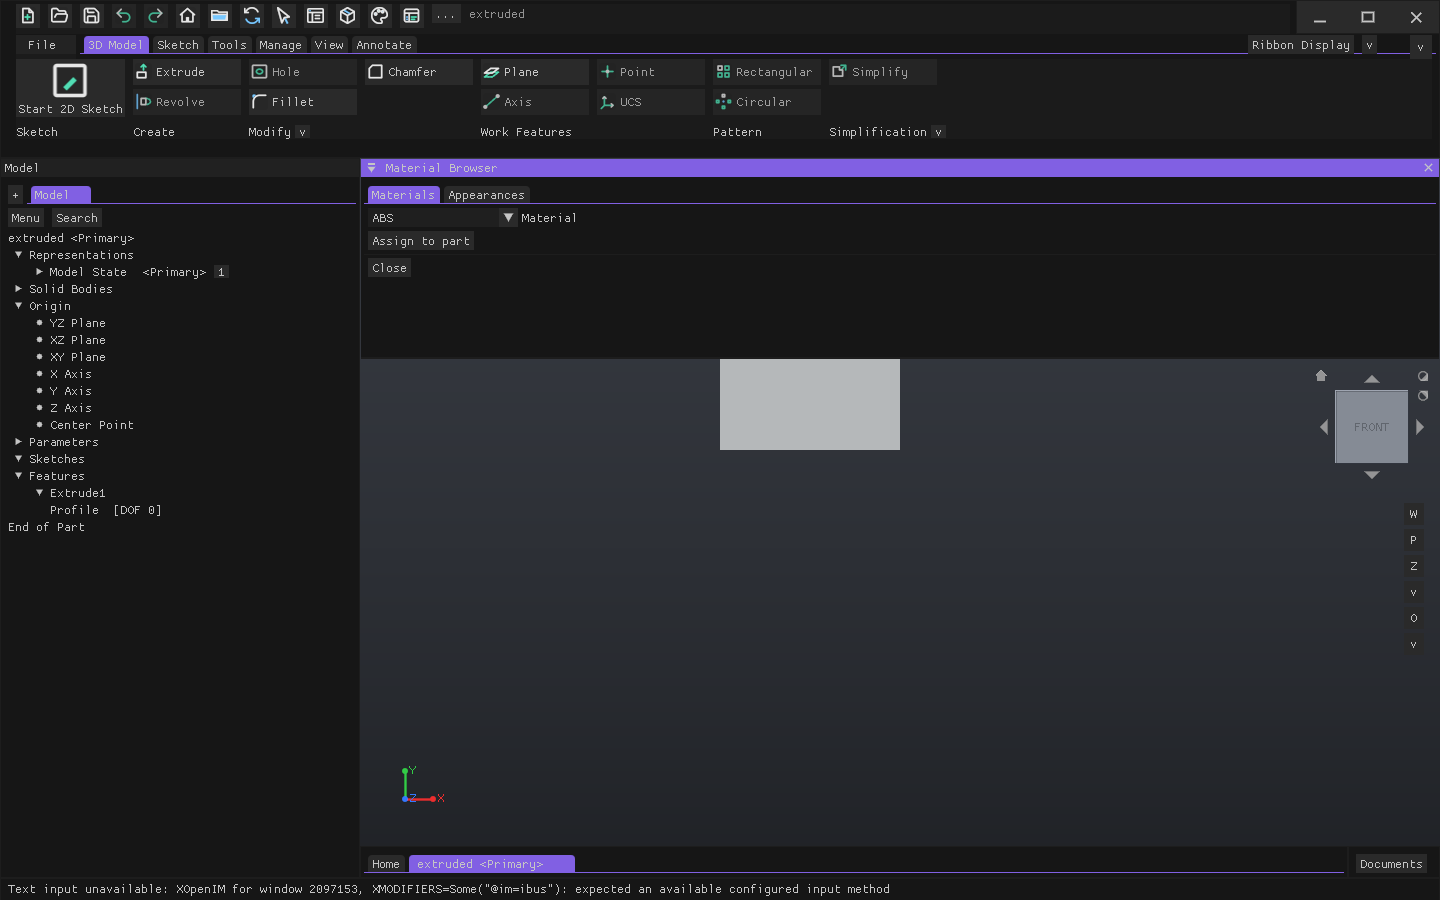 ... extruded
File 3D Model Sketch Tools Manage View Annotate Ribbon Display v v
Start 2D Sketch
Extrude Hole Chamfer Plane Point Rectangular Simplify
Revolve Fillet Axis UCS Circular
Sketch Create Modify v Work Features Pattern Simplification v
Model
+ Model
Menu Search
extruded <Primary>
Representations
Model State <Primary> 1
Solid Bodies
Origin
YZ Plane
XZ Plane
XY Plane
X Axis
Y Axis
Z Axis
Center Point
Parameters
Sketches
Features
Extrude1
Profile [DOF 0]
End of Part
Material Browser
Materials Appearances
ABS Material
Assign to part
Close
FRONT
W
P
Z
v
O
v
Y
Z X
Home extruded <Primary> Documents
Text input unavailable: XOpenIM for window 2097153, XMODIFIERS=Some("@im=ibus"): expected an available configured input method